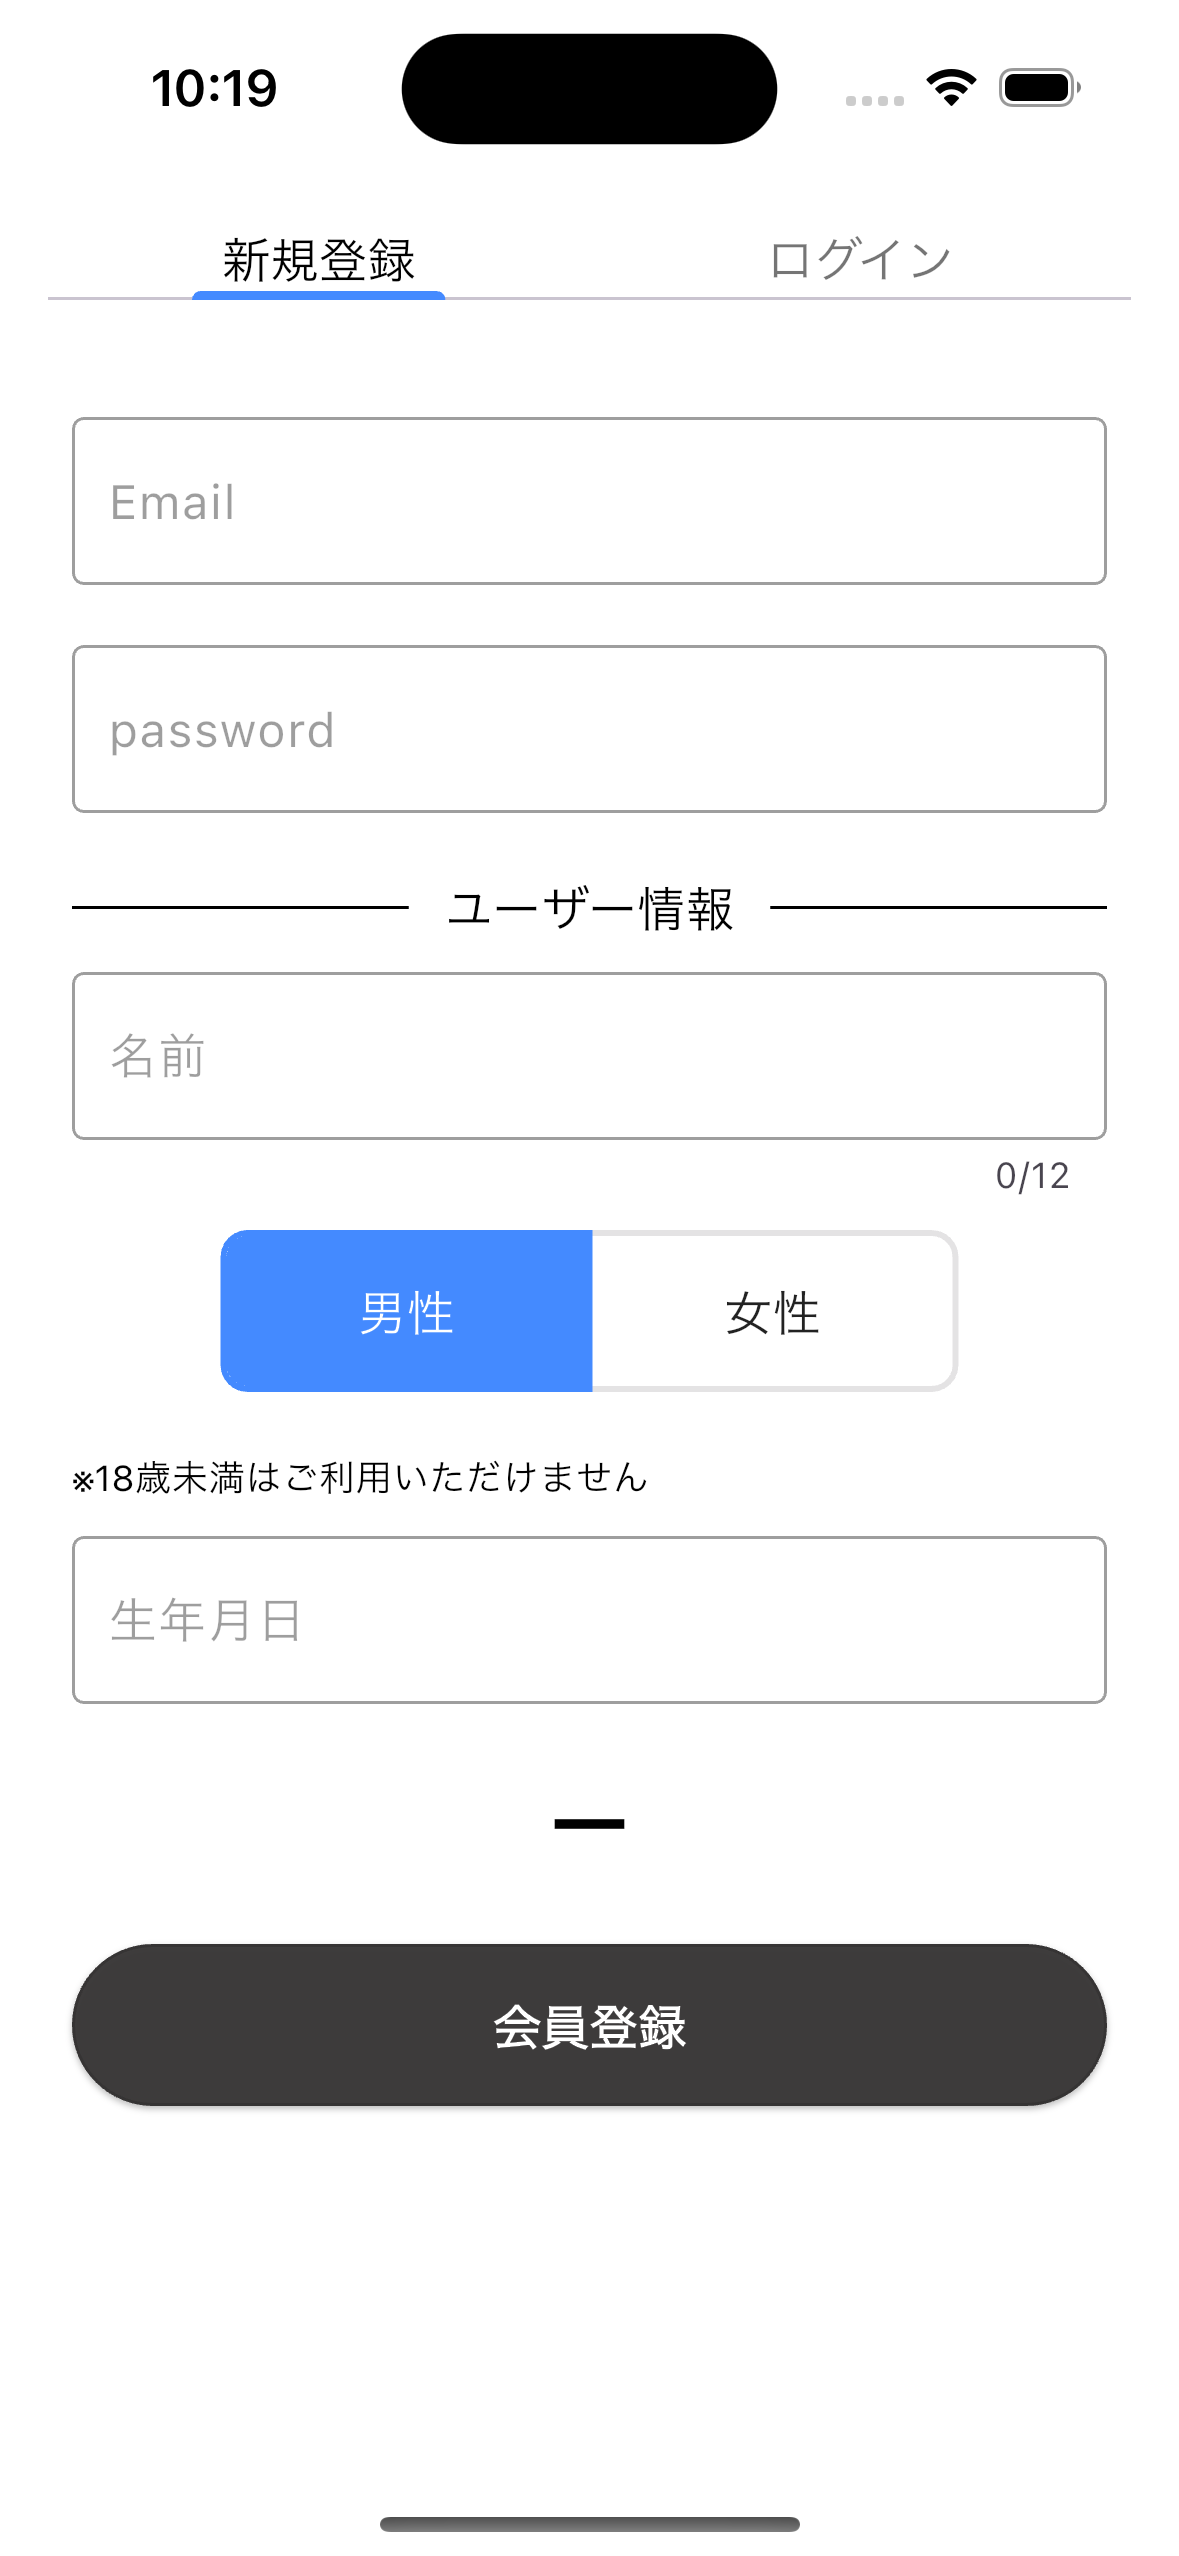 10:19
新規登録 ログイン
Email
password
ユーザー情報
名前
0/12
男性 女性
※18歳未満はご利用いただけません
生年月日
会員登録